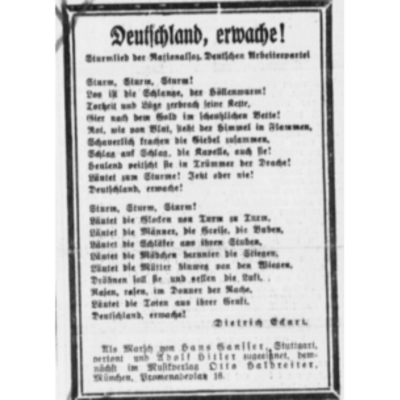 Deutschland, erwache!
Sturmlied der Nationalsoz. Deutschen Arbeiterpartei
Sturm, Sturm, Sturm!
Los ist die Schlange, der Höllenwurm!
Torheit und Lüge zerbrach seine Kette,
Gier nach dem Gold im scheußlichen Bette!
Rot, wie von Blut, steht der Himmel in Flammen,
Schauerlich krachen die Giebel zusammen,
Schlag auf Schlag, die Kapelle, auch sie!
Heulend peitscht sie in Trümmer der Drache!
Läutet zum Sturme! Jetzt oder nie!
Deutschland, erwache!
Sturm, Sturm, Sturm!
Läutet die Glocken von Turm zu Turm,
Läutet die Männer, die Greise, die Buben,
Läutet die Schläfer aus ihren Stuben,
Läutet die Mädchen herunter die Stiegen,
Läutet die Mütter hinweg von den Wiegen,
Dröhnen soll sie und gellen die Luft,
Rasen, rasen, im Donner der Rache,
Läutet die Toten aus ihrer Gruft.
Deutschland, erwache!
Dietrich Eckart.
Als Marsch von Hans Gansser, Stuttgart,
vertont und Adolf Hitler zugeeignet, dem-
nächst im Musikverlag Otto Halbreiter,
München, Promenadeplatz 16.